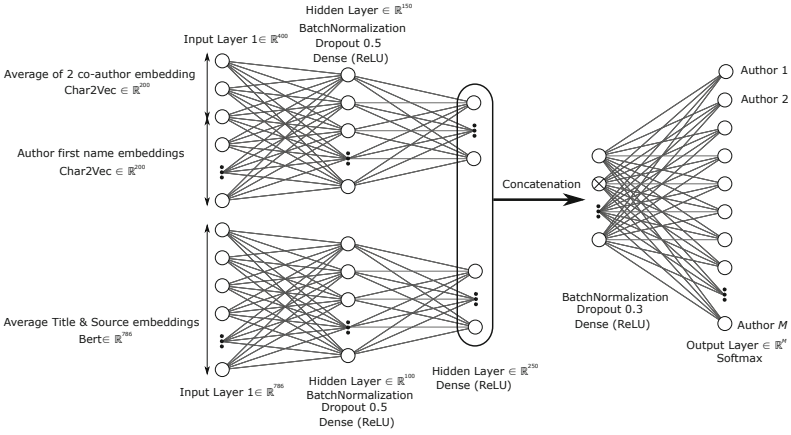 Hidden Layer ∈ ℝ¹⁵⁰
BatchNormalization
Dropout 0.5
Dense (ReLU)
Input Layer 1∈ ℝ⁴⁰⁰
Average of 2 co-author embedding
Char2Vec ∈ ℝ²⁰⁰
Author first name embeddings
Char2Vec ∈ ℝ²⁰⁰
Average Title & Source embeddings
Bert∈ ℝ⁷⁸⁶
Input Layer 1∈ ℝ⁷⁸⁶
Hidden Layer ∈ ℝ¹⁰⁰
BatchNormalization
Dropout 0.5
Dense (ReLU)
Hidden Layer ∈ ℝ²⁵⁰
Dense (ReLU)
Concatenation
BatchNormalization
Dropout 0.3
Dense (ReLU)
Author 1
Author 2
Author M
Output Layer ∈ ℝᴹ
Softmax